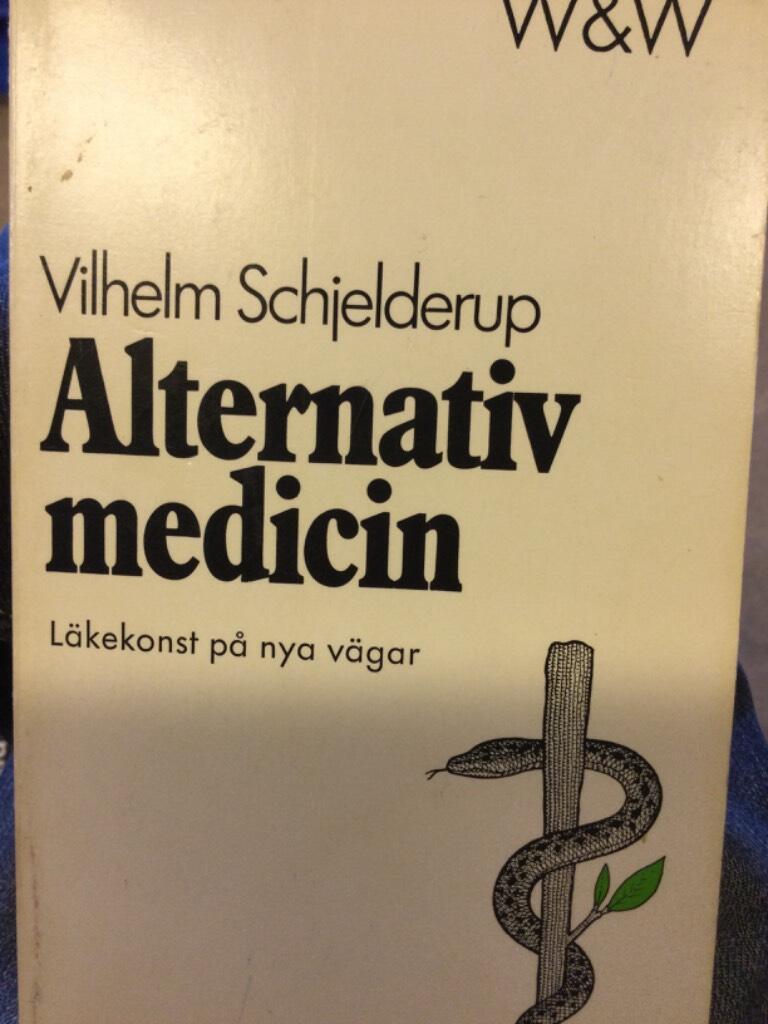 W&W
Vilhelm Schjelderup
Alternativ
medicin
Läkekonst på nya vägar